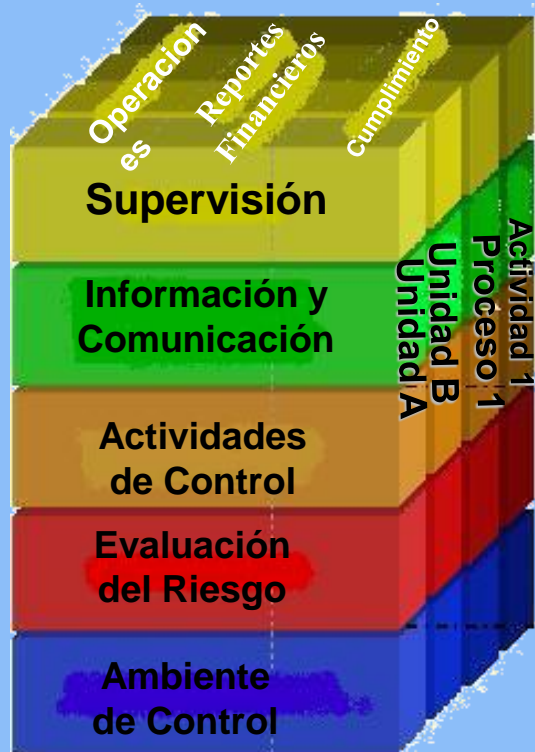 Operacion
es
Reportes
Financieros
Cumplimiento
Supervisión
Información y
Comunicación
Actividades
de Control
Evaluación
del Riesgo
Ambiente
de Control
Unidad A
Unidad B
Proceso 1
Actividad 1